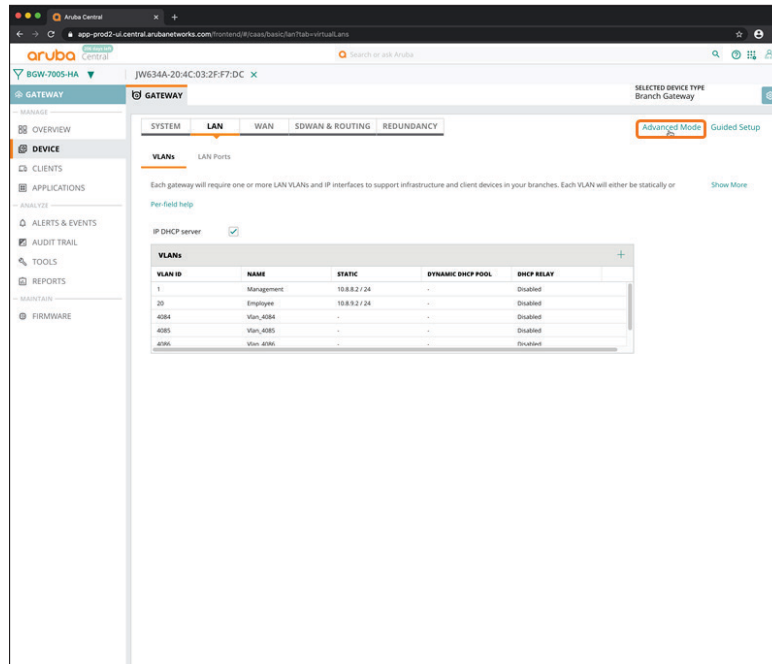 Aruba Central
app-prod2-ui.central.arubanetworks.com/frontend/#/caas/basic/lan?tab=virtualLans
aruba Central
Search or ask Aruba
BGW-7005-HA
JW634A-20:4C:03:2F:F7:DC
GATEWAY
GATEWAY
SELECTED DEVICE TYPE
Branch Gateway
MANAGE
OVERVIEW
DEVICE
CLIENTS
APPLICATIONS
ANALYZE
ALERTS & EVENTS
AUDIT TRAIL
TOOLS
REPORTS
MAINTAIN
FIRMWARE
SYSTEM LAN WAN SDWAN & ROUTING REDUNDANCY
Advanced Mode Guided Setup
VLANs LAN Ports
Each gateway will require one or more LAN VLANs and IP interfaces to support infrastructure and client devices in your branches. Each VLAN will either be statically or Show More
Per-field help
IP DHCP server
VLANs +
VLAN ID NAME STATIC DYNAMIC DHCP POOL DHCP RELAY
1 Management 10.8.8.2 / 24 - Disabled
20 Employee 10.8.9.2 / 24 - Disabled
4084 Vlan_4084 - - Disabled
4085 Vlan_4085 - - Disabled
4086 Vlan_4086 - - Disabled